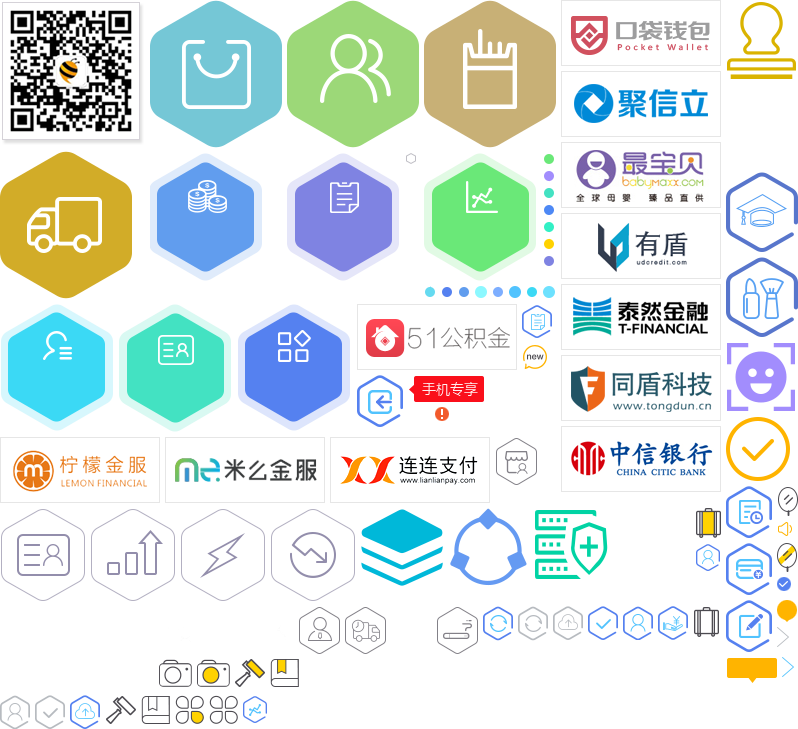 口袋钱包
Pocket Wallet
聚信立
最宝贝
babymaxx.com
全球母婴 臻品直供
有盾
udcredit.com
泰然金融
T-FINANCIAL
51公积金
new
手机专享
同盾科技
www.tongdun.cn
柠檬金服
LEMON FINANCIAL
米么金服
连连支付
www.lianlianpay.com
中信银行
CHINA CITIC BANK